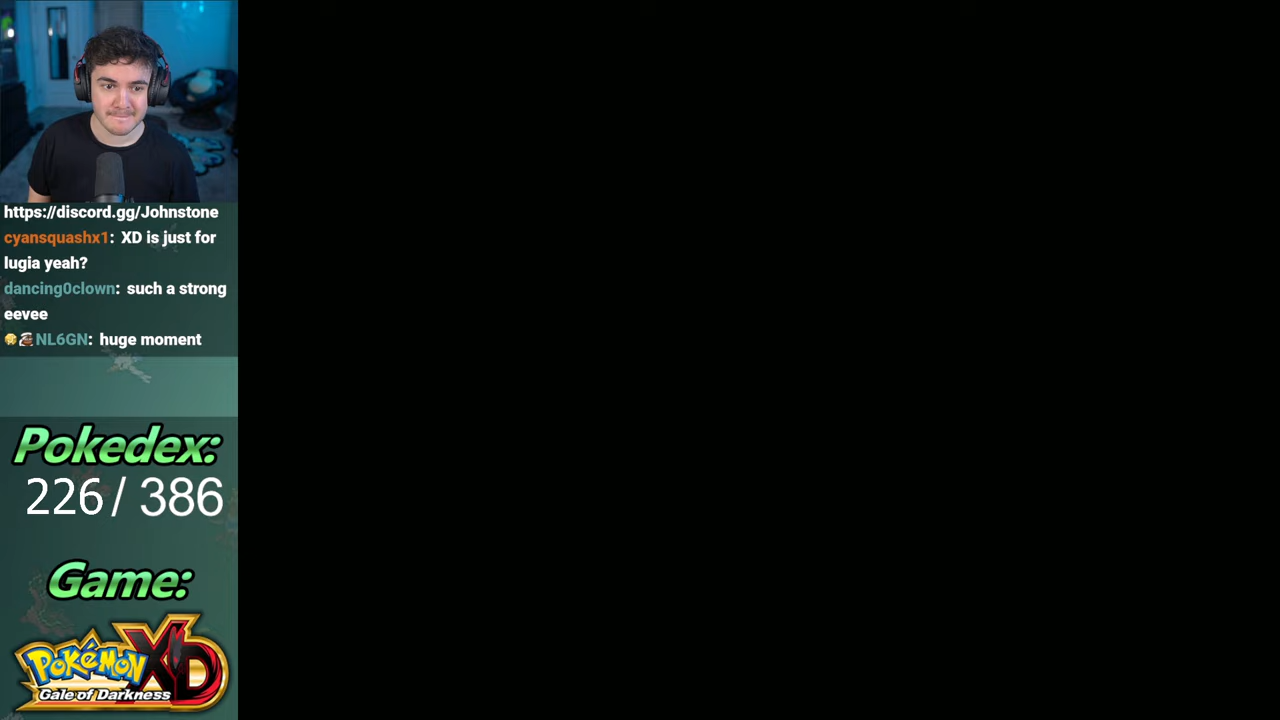 https://discord.gg/Johnstone
cyansquashx1: XD is just for
lugia yeah?
dancing0clown: such a strong
eevee
NL6GN: huge moment
Pokedex:
226/ 386
Game:
POKéMON XD
Gale of Darkness